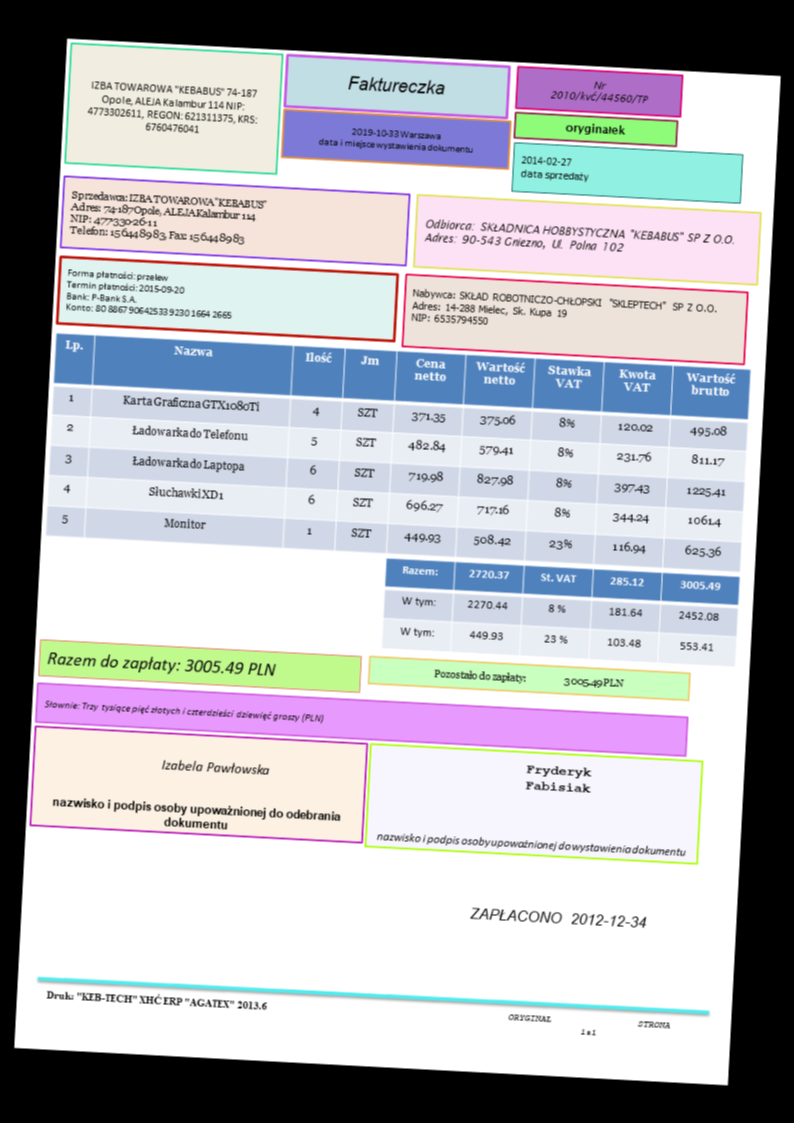 IZBA TOWAROWA "KEBABUS" 74-187
Opole, ALEJA Kalambur 114 NIP:
4773302611, REGON: 621311375, KRS:
6760476041
Faktureczka
2019-10-33 Warszawa
data i miejsce wystawienia dokumentu
Nr
2010/kvć/44560/TP
oryginałek
2014-02-27
data sprzedaży
Sprzedawca: IZBA TOWAROWA "KEBABUS"
Adres: 74-187 Opole, ALEJA Kalambur 114
NIP: 477330-26-11
Telefon: 156448983, Fax: 156448983
Odbiorca: SKŁADNICA HOBBYSTYCZNA "KEBABUS" SP Z O.O.
Adres: 90-543 Gniezno, Ul. Polna 102
Forma płatności: przelew
Termin płatności: 2015-09-20
Bank: P-Bank S.A.
Konto: 80 8867 9064 2533 9230 1664 2665
Nabywca: SKŁAD ROBOTNICZO-CHŁOPSKI "SKLEPTECH" SP Z O.O.
Adres: 14-288 Mielec, Sk. Kupa 19
NIP: 6535794550
Lp. Nazwa Ilość Jm Cena netto Wartość netto Stawka VAT Kwota VAT Wartość brutto
1 Karta Graficzna GTX1080Ti 4 SZT 371.35 375.06 8% 120.02 495.08
2 Ładowarka do Telefonu 5 SZT 482.84 579.41 8% 231.76 811.17
3 Ładowarka do Laptopa 6 SZT 719.98 827.98 8% 397.43 1225.41
4 Słuchawki XD1 6 SZT 696.27 717.16 8% 344.24 1061.4
5 Monitor 1 SZT 449.93 508.42 23% 116.94 625.36
Razem: 2720.37 St. VAT 285.12 3005.49
W tym: 2270.44 8 % 181.64 2452.08
W tym: 449.93 23 % 103.48 553.41
Razem do zapłaty: 3005.49 PLN
Pozostało do zapłaty: 3005.49 PLN
Słownie: Trzy tysiące pięć złotych i czterdzieści dziewięć groszy (PLN)
Izabela Pawłowska
nazwisko i podpis osoby upoważnionej do odebrania
dokumentu
Fryderyk
Fabisiak
nazwisko i podpis osoby upoważnionej do wystawienia dokumentu
ZAPŁACONO 2012-12-34
Druk: "KEB-TECH" XHĆ ERP "AGATEX" 2013.6
ORYGINAŁ
STRONA
1 z 1